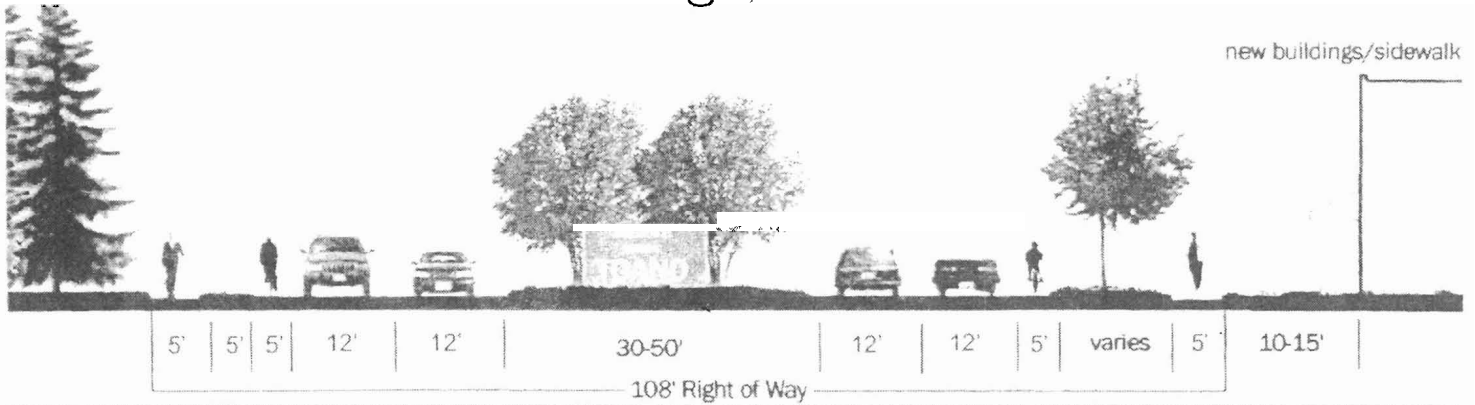 new buildings/sidewalk
TOANO
5' 5' 5' 12' 12' 30-50' 12' 12' 5' varies 5' 10-15'
108' Right of Way